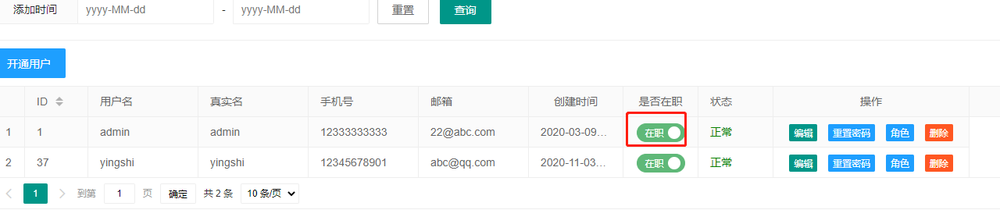 添加时间 yyyy-MM-dd - yyyy-MM-dd 重置 查询
开通用户
ID 用户名 真实名 手机号 邮箱 创建时间 是否在职 状态 操作
1 1 admin admin 12333333333 22@abc.com 2020-03-09... 在职 正常 编辑 重置密码 角色 删除
2 37 yingshi yingshi 12345678901 abc@qq.com 2020-11-03... 在职 正常 编辑 重置密码 角色 删除
1 到第 1 页 确定 共 2 条 10 条/页